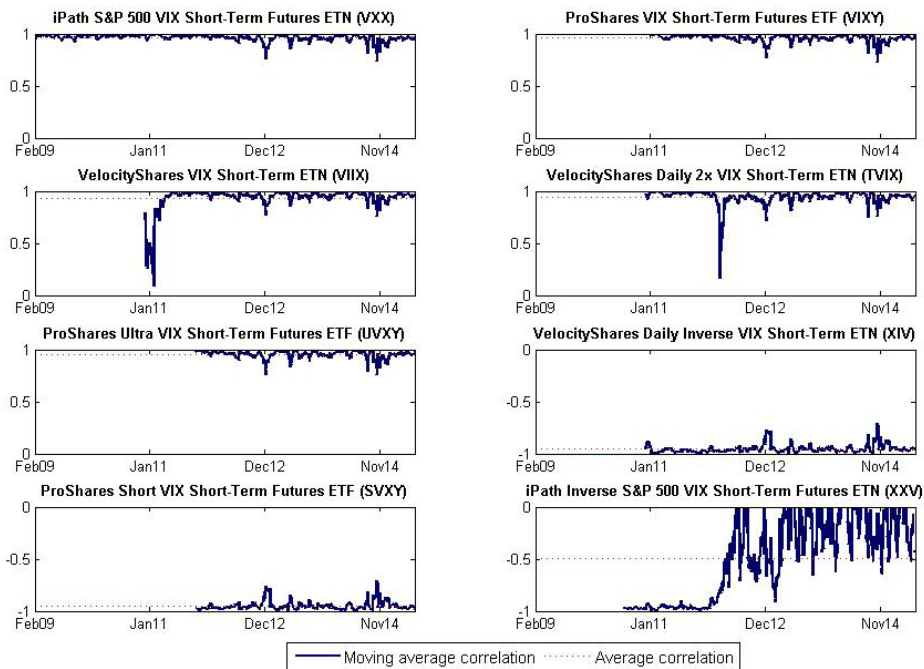 iPath S&P 500 VIX Short-Term Futures ETN (VXX)
1
0.5
0
Feb09 Jan11 Dec12 Nov14
ProShares VIX Short-Term Futures ETF (VIXY)
1
0.5
0
Feb09 Jan11 Dec12 Nov14
VelocityShares VIX Short-Term ETN (VIIX)
1
0.5
0
Feb09 Jan11 Dec12 Nov14
VelocityShares Daily 2x VIX Short-Term ETN (TVIX)
1
0.5
0
Feb09 Jan11 Dec12 Nov14
ProShares Ultra VIX Short-Term Futures ETF (UVXY)
1
0.5
0
Feb09 Jan11 Dec12 Nov14
VelocityShares Daily Inverse VIX Short-Term ETN (XIV)
0
-0.5
-1
Feb09 Jan11 Dec12 Nov14
ProShares Short VIX Short-Term Futures ETF (SVXY)
0
-0.5
-1
Feb09 Jan11 Dec12 Nov14
iPath Inverse S&P 500 VIX Short-Term Futures ETN (XXV)
0
-0.5
-1
Feb09 Jan11 Dec12 Nov14
Moving average correlation Average correlation